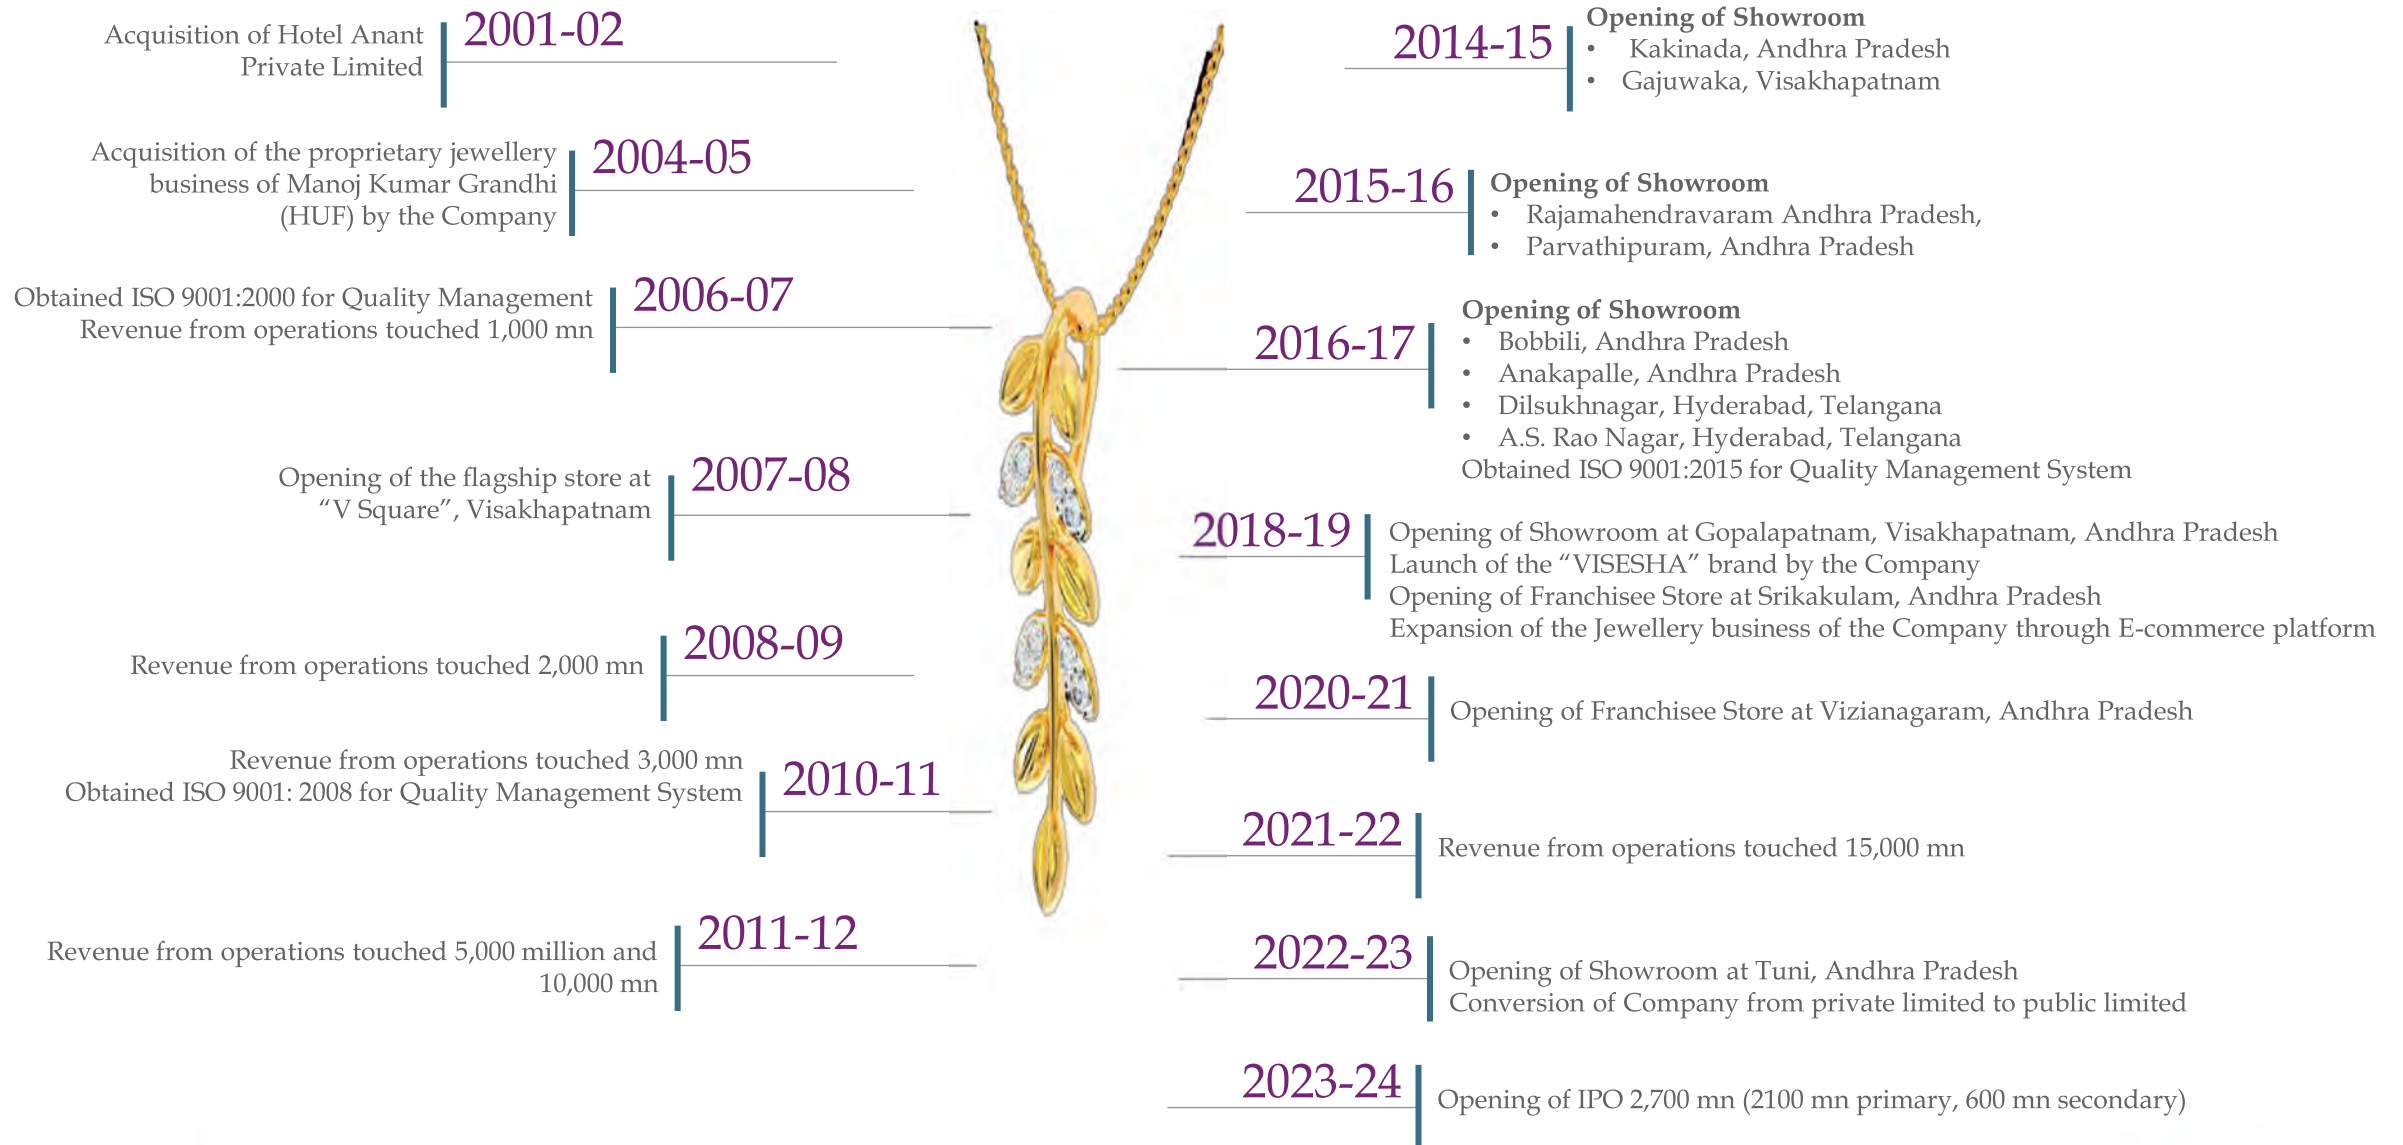 2001-02
Acquisition of Hotel Anant
Private Limited
2004-05
Acquisition of the proprietary jewellery
business of Manoj Kumar Grandhi
(HUF) by the Company
2006-07
Obtained ISO 9001:2000 for Quality Management
Revenue from operations touched 1,000 mn
2007-08
Opening of the flagship store at
“V Square”, Visakhapatnam
2008-09
Revenue from operations touched 2,000 mn
2010-11
Revenue from operations touched 3,000 mn
Obtained ISO 9001: 2008 for Quality Management System
2011-12
Revenue from operations touched 5,000 million and
10,000 mn
2014-15
Opening of Showroom
• Kakinada, Andhra Pradesh
• Gajuwaka, Visakhapatnam
2015-16
Opening of Showroom
• Rajamahendravaram Andhra Pradesh,
• Parvathipuram, Andhra Pradesh
2016-17
Opening of Showroom
• Bobbili, Andhra Pradesh
• Anakapalle, Andhra Pradesh
• Dilsukhnagar, Hyderabad, Telangana
• A.S. Rao Nagar, Hyderabad, Telangana
Obtained ISO 9001:2015 for Quality Management System
2018-19
Opening of Showroom at Gopalapatnam, Visakhapatnam, Andhra Pradesh
Launch of the “VISESHA” brand by the Company
Opening of Franchisee Store at Srikakulam, Andhra Pradesh
Expansion of the Jewellery business of the Company through E-commerce platform
2020-21
Opening of Franchisee Store at Vizianagaram, Andhra Pradesh
2021-22
Revenue from operations touched 15,000 mn
2022-23
Opening of Showroom at Tuni, Andhra Pradesh
Conversion of Company from private limited to public limited
2023-24
Opening of IPO 2,700 mn (2100 mn primary, 600 mn secondary)